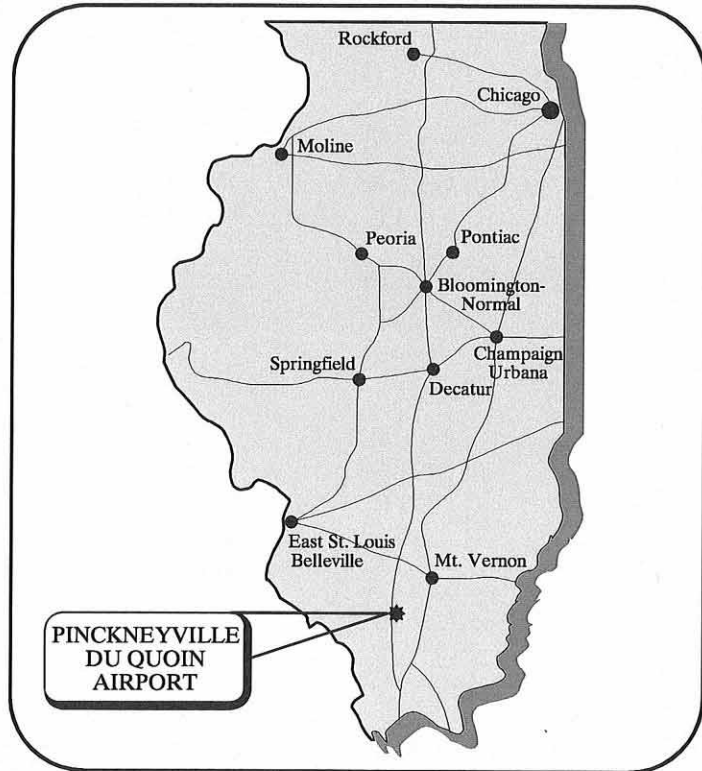 Rockford
Chicago
Moline
Peoria
Pontiac
Bloomington-
Normal
Springfield
Champaign
Urbana
Decatur
East St. Louis
Belleville
Mt. Vernon
PINCKNEYVILLE
DU QUOIN
AIRPORT